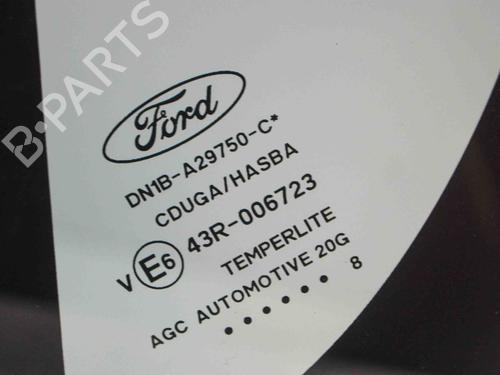 B-PARTS
Ford
DN1B-A29750-C*
CDUGA/HASBA
V E6 43R-006723
TEMPERLITE
AGC AUTOMOTIVE 20G
•••••• 8